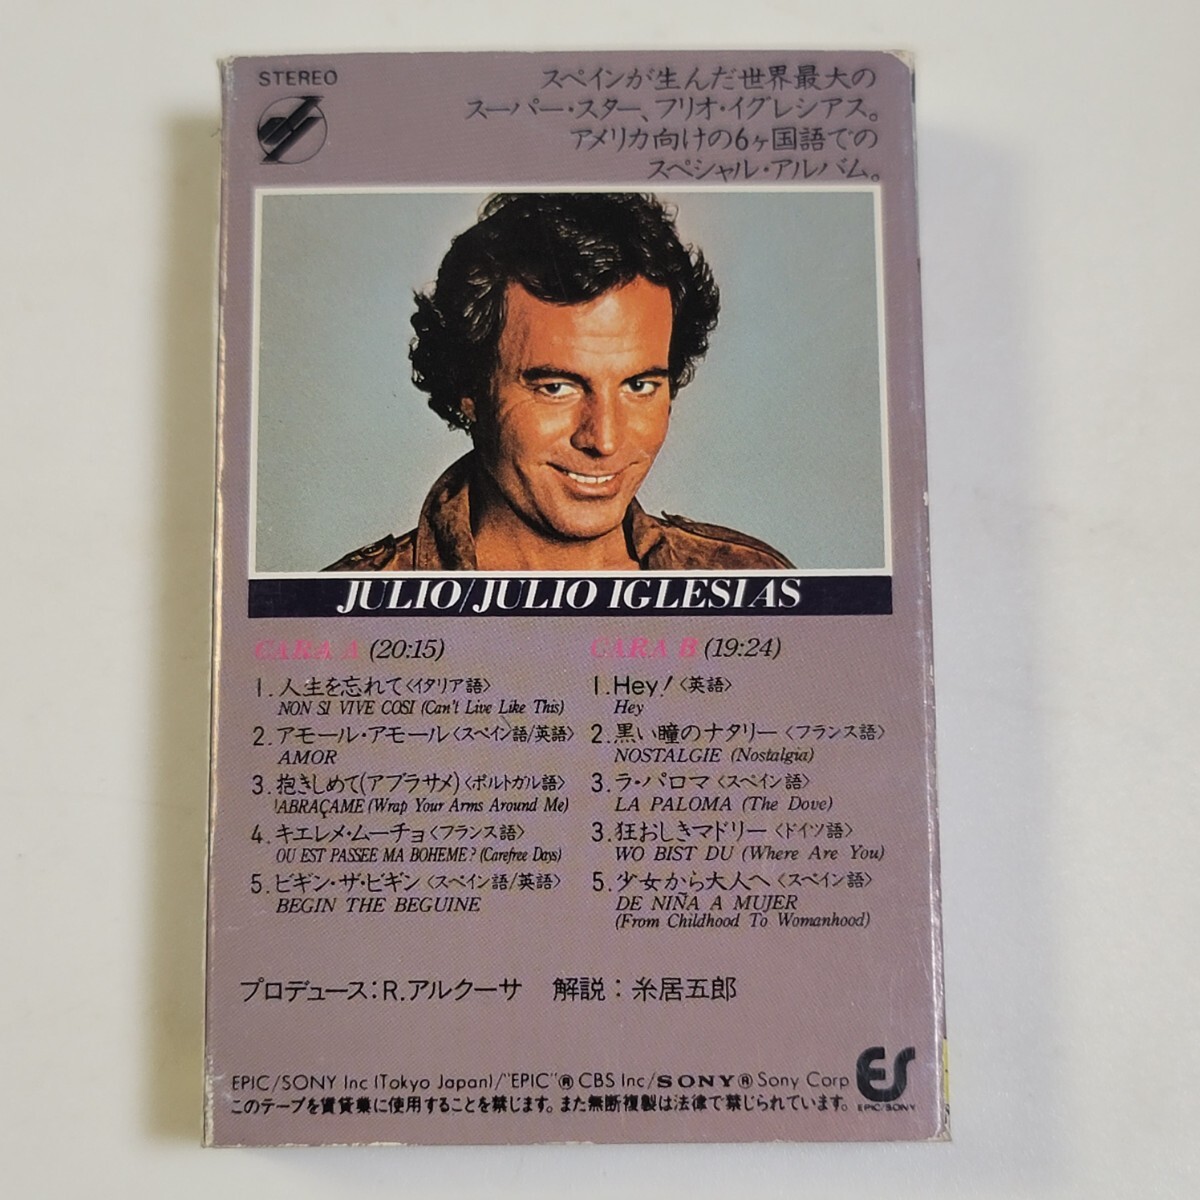 STEREO
スペインが生んだ世界最大の
スーパー・スター、フリオ・イグレシアス。
アメリカ向けの6ヶ国語での
スペシャル・アルバム。
JULIO/JULIO IGLESIAS
CARA A (20:15)
1. 人生を忘れて〈イタリア語〉
NON SI VIVE COSI (Can't Live Like This)
2. アモール・アモール〈スペイン語/英語〉
AMOR
3. 抱きしめて(アブラサメ)〈ポルトガル語〉
!ABRAÇAME (Wrap Your Arms Around Me)
4. キエレメ・ムーチョ〈フランス語〉
OU EST PASSEE MA BOHEME? (Carefree Days)
5. ビギン・ザ・ビギン〈スペイン語/英語〉
BEGIN THE BEGUINE
CARA B (19:24)
1. Hey!〈英語〉
Hey
2. 黒い瞳のナタリー〈フランス語〉
NOSTALGIE (Nostalgia)
3. ラ・パロマ〈スペイン語〉
LA PALOMA (The Dove)
3. 狂おしきマドリー〈ドイツ語〉
WO BIST DU (Where Are You)
5. 少女から大人へ〈スペイン語〉
DE NIÑA A MUJER
(From Childhood To Womanhood)
プロデュース:R.アルクーサ 解説:糸居五郎
EPIC/SONY Inc (Tokyo Japan)/"EPIC"® CBS Inc/SONY® Sony Corp
このテープを賃貸業に使用することを禁じます。また無断複製は法律で禁じられています。
ES
EPIC/SONY